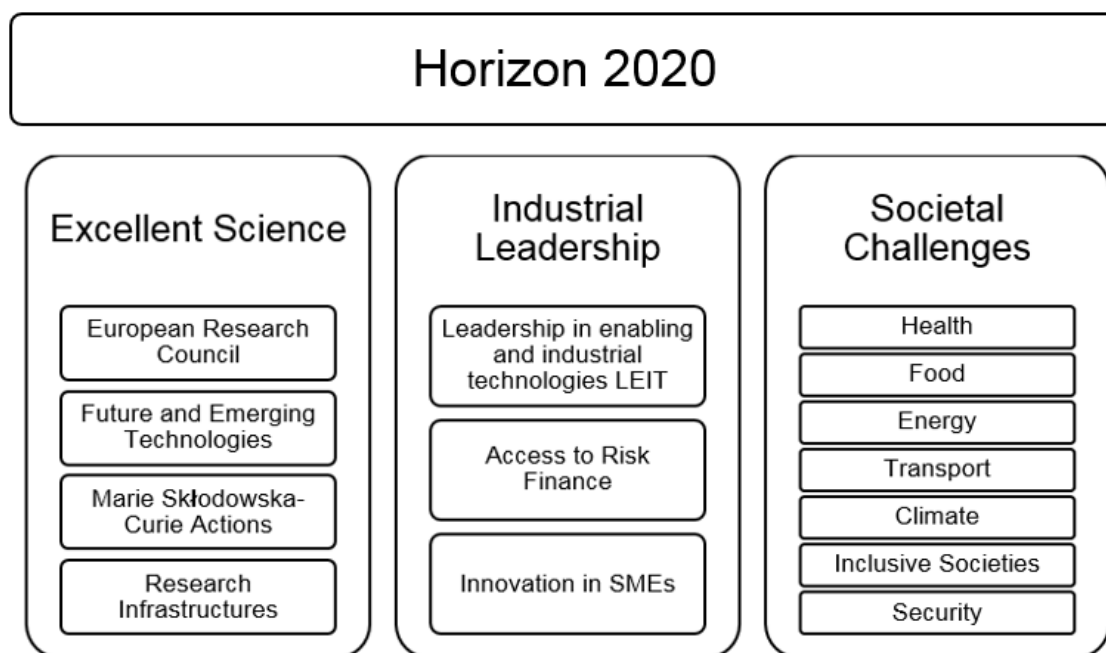 Horizon 2020
Excellent Science
European Research
Council
Future and Emerging
Technologies
Marie Skłodowska-
Curie Actions
Research
Infrastructures
Industrial
Leadership
Leadership in enabling
and industrial
technologies LEIT
Access to Risk
Finance
Innovation in SMEs
Societal
Challenges
Health
Food
Energy
Transport
Climate
Inclusive Societies
Security